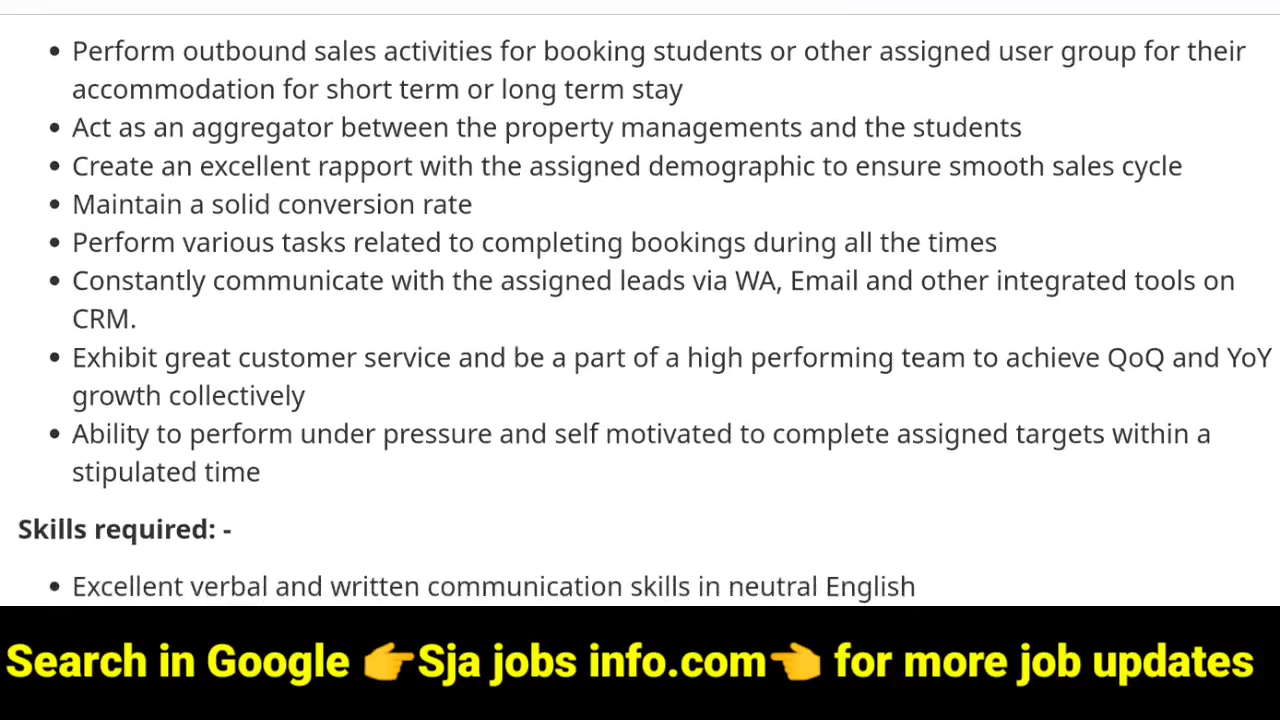 • Perform outbound sales activities for booking students or other assigned user group for their
accommodation for short term or long term stay
• Act as an aggregator between the property managements and the students
• Create an excellent rapport with the assigned demographic to ensure smooth sales cycle
• Maintain a solid conversion rate
• Perform various tasks related to completing bookings during all the times
• Constantly communicate with the assigned leads via WA, Email and other integrated tools on
CRM.
• Exhibit great customer service and be a part of a high performing team to achieve QoQ and YoY
growth collectively
• Ability to perform under pressure and self motivated to complete assigned targets within a
stipulated time
Skills required: -
• Excellent verbal and written communication skills in neutral English
Search in Google 👉Sja jobs info.com👈 for more job updates